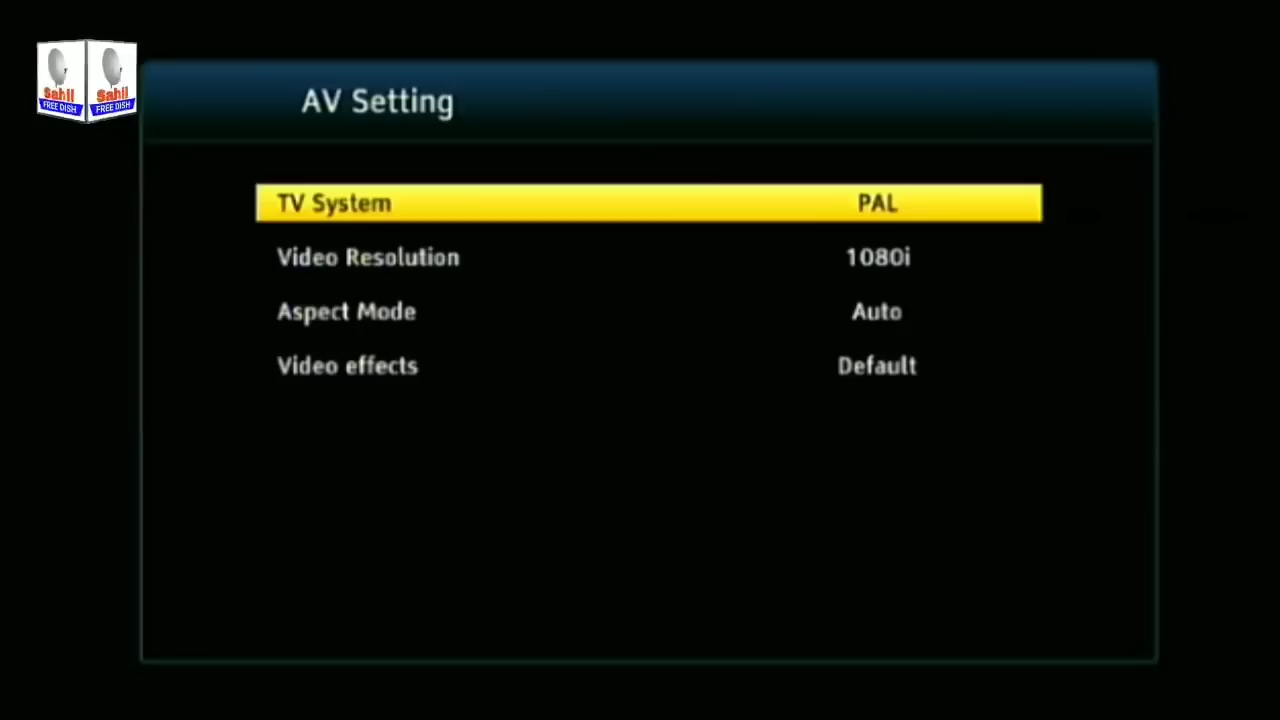 Sahil Sahil
FREE DISH FREE DISH
AV Setting
TV System PAL
Video Resolution 1080i
Aspect Mode Auto
Video effects Default